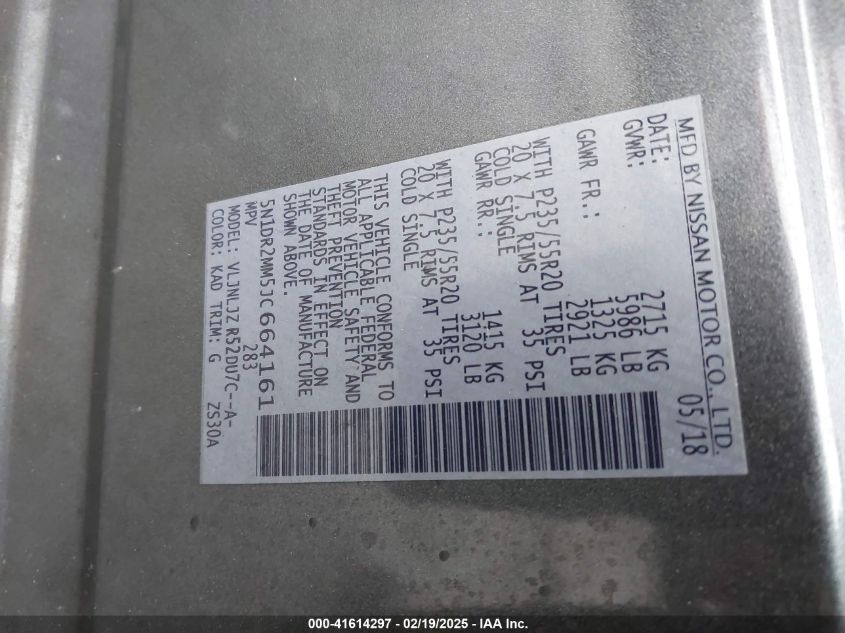 MFD BY NISSAN MOTOR CO., LTD.
DATE: 05/18
GVWR: 2715 KG
5986 LB
GAWR FR.: 1325 KG
2921 LB
WITH P235/55R20 TIRES
20 X 7.5 RIMS AT 35 PSI
COLD SINGLE
GAWR RR.: 1415 KG
3120 LB
WITH P235/55R20 TIRES
20 X 7.5 RIMS AT 35 PSI
COLD SINGLE
THIS VEHICLE CONFORMS TO
ALL APPLICABLE FEDERAL
MOTOR VEHICLE SAFETY AND
THEFT PREVENTION
STANDARDS IN EFFECT ON
THE DATE OF MANUFACTURE
SHOWN ABOVE.
5N1DR2MM5JC664161
MPV 283
MODEL: VLJNLJZ R52DU7C--A-
COLOR: KAD TRIM: G ZS30A
000-41614297 - 02/19/2025 - IAA Inc.